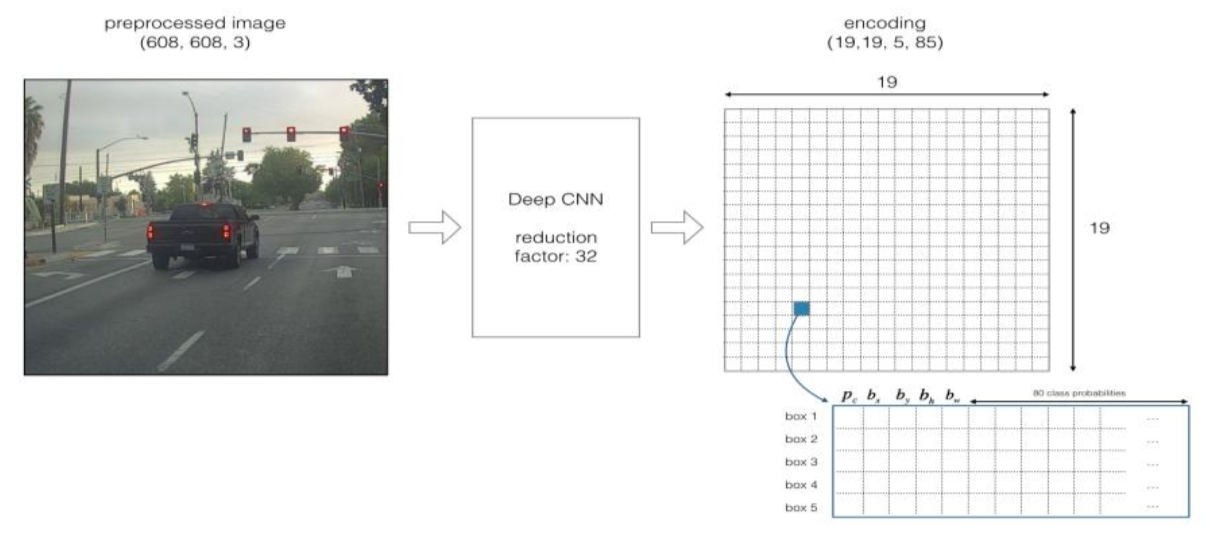 preprocessed image
(608, 608, 3)
encoding
(19,19, 5, 85)
19
Deep CNN
reduction
factor: 32
19
p_c b_x b_y b_h b_w 80 class probabilities
box 1 ...
box 2 ...
box 3 ...
box 4 ...
box 5 ...